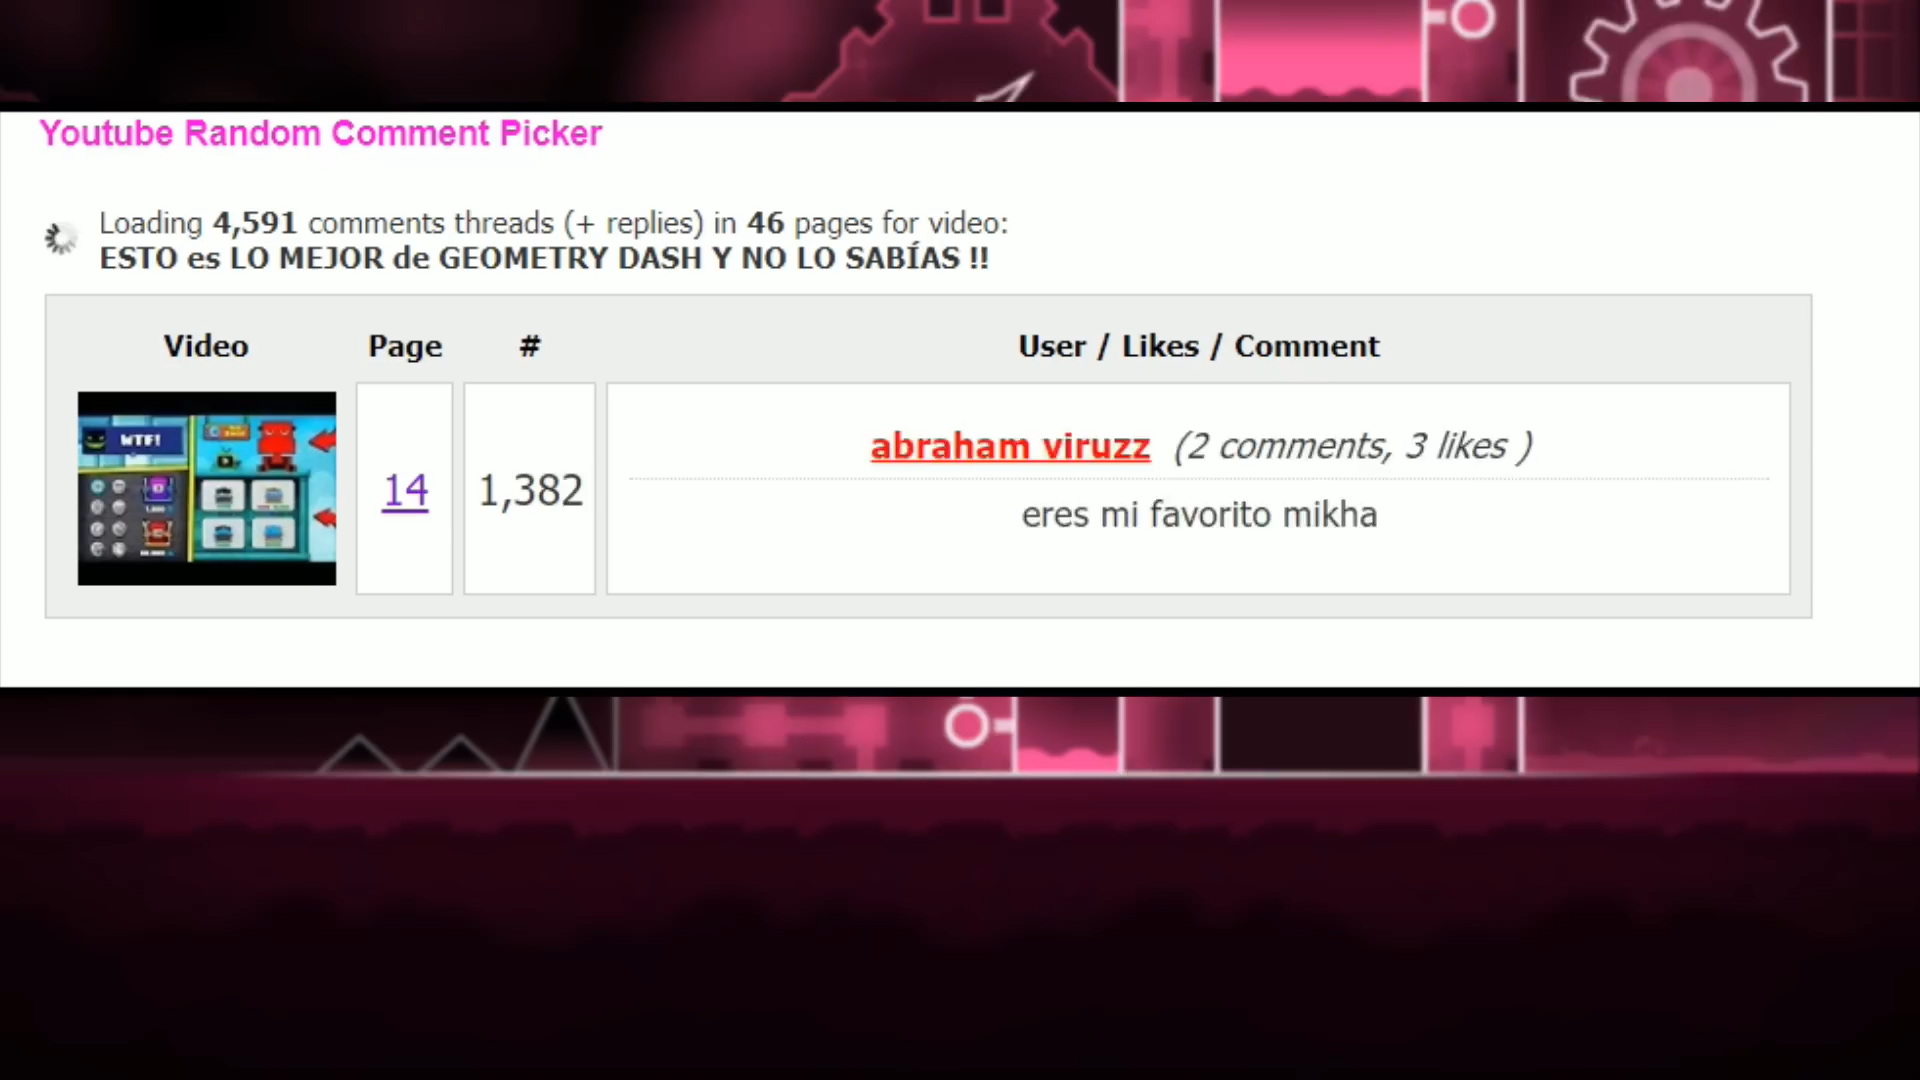 Youtube Random Comment Picker
Loading 4,591 comments threads (+ replies) in 46 pages for video:
ESTO es LO MEJOR de GEOMETRY DASH Y NO LO SABÍAS !!
Video Page # User / Likes / Comment
WTF!
14 1,382
abraham viruzz (2 comments, 3 likes )
eres mi favorito mikha